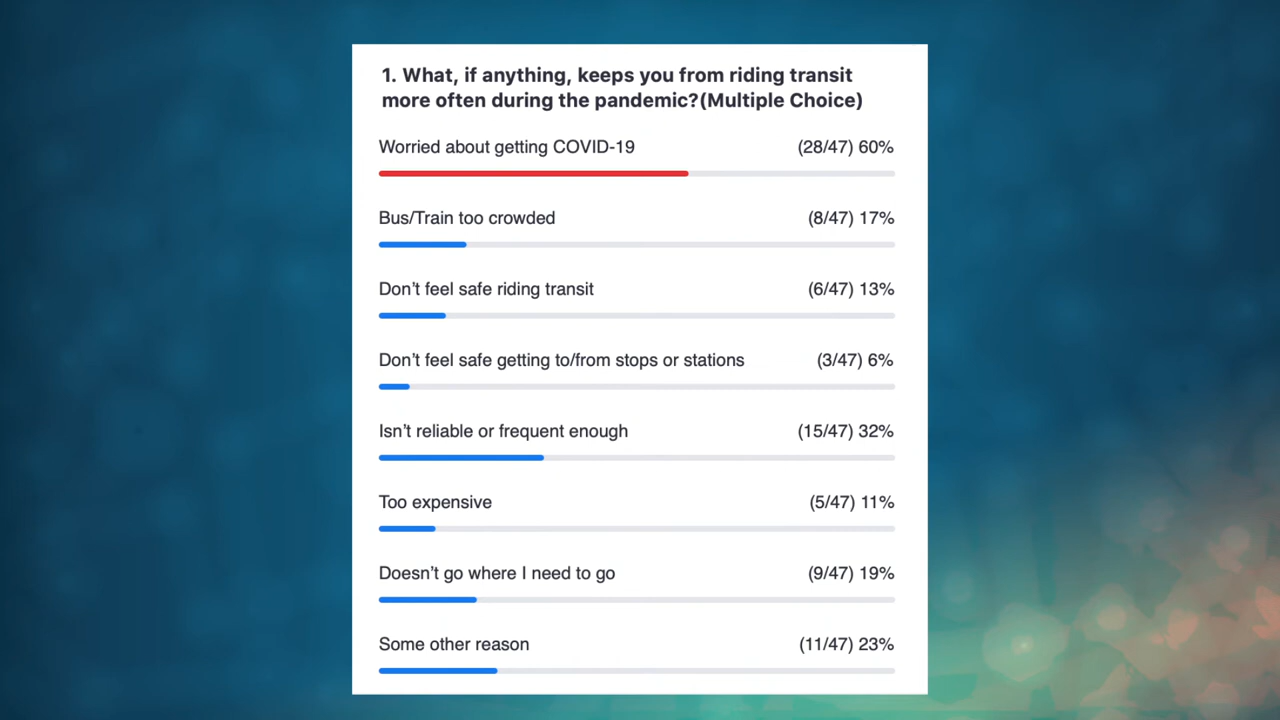 1. What, if anything, keeps you from riding transit
more often during the pandemic?(Multiple Choice)
Worried about getting COVID-19 (28/47) 60%
Bus/Train too crowded (8/47) 17%
Don’t feel safe riding transit (6/47) 13%
Don’t feel safe getting to/from stops or stations (3/47) 6%
Isn’t reliable or frequent enough (15/47) 32%
Too expensive (5/47) 11%
Doesn’t go where I need to go (9/47) 19%
Some other reason (11/47) 23%